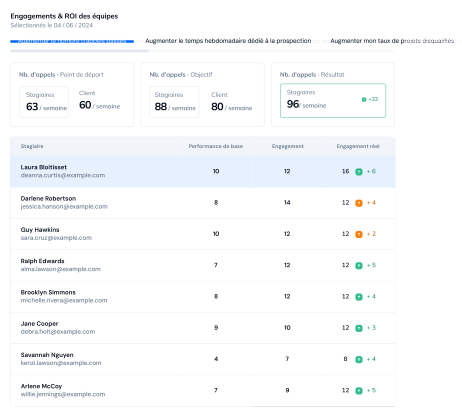 Engagements & ROI des équipes
Sélectionnés le 04 / 06 / 2024
Augmenter le temps hebdomadaire dédié à la prospection
Augmenter mon taux de projets disqualifiés
Nb. d'appels · Point de départ
Stagiaires
63 / semaine
Client
60 / semaine
Nb. d'appels · Objectif
Stagiaires
88 / semaine
Client
80 / semaine
Nb. d'appels · Résultat
Stagiaires
96 / semaine
+33
Stagiaire Performance de base Engagement Engagement réel
Laura Bloitisset
deanna.curtis@example.com
10 12 16 + 6
Darlene Robertson
jessica.hanson@example.com
8 14 12 + 4
Guy Hawkins
sara.cruz@example.com
10 12 12 + 2
Ralph Edwards
alma.lawson@example.com
7 12 12 + 5
Brooklyn Simmons
michelle.rivera@example.com
8 12 12 + 4
Jane Cooper
debra.holt@example.com
9 10 12 + 3
Savannah Nguyen
kenzi.lawson@example.com
4 7 8 + 4
Arlene McCoy
willie.jennings@example.com
7 9 12 + 5